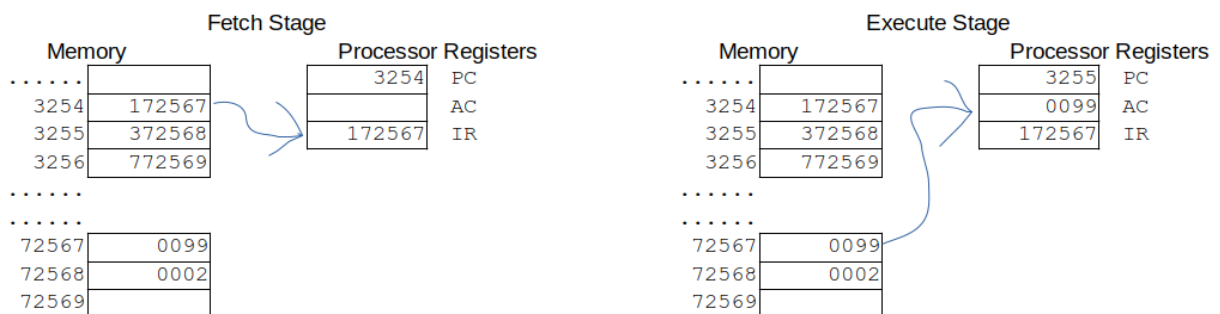 Fetch Stage Execute Stage
Memory Processor Registers Memory Processor Registers
...... 3254 PC ...... 3255 PC
3254 172567 AC 3254 172567 0099 AC
3255 372568 172567 IR 3255 372568 172567 IR
3256 772569 3256 772569
...... ......
...... ......
72567 0099 72567 0099
72568 0002 72568 0002
72569 72569